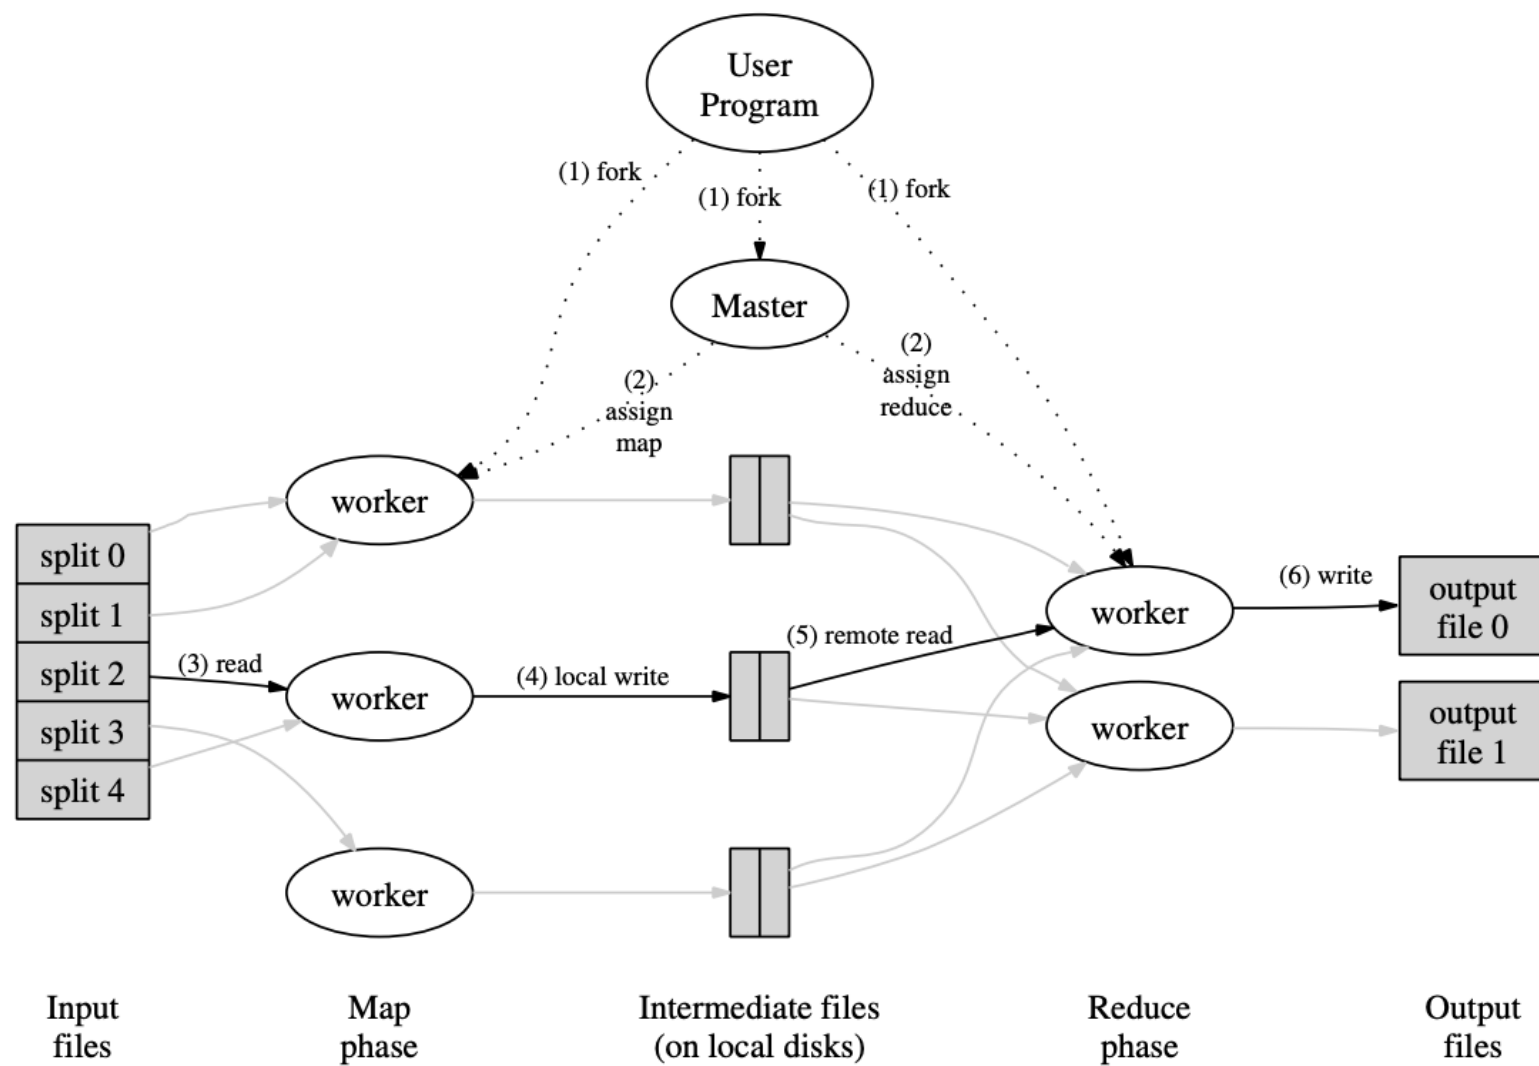 User
Program
(1) fork
(1) fork
(1) fork
Master
(2)
assign
map
(2)
assign
reduce
worker
split 0
split 1
split 2
split 3
split 4
(3) read
worker
(4) local write
worker
(5) remote read
worker
worker
(6) write
output
file 0
output
file 1
Input
files
Map
phase
Intermediate files
(on local disks)
Reduce
phase
Output
files